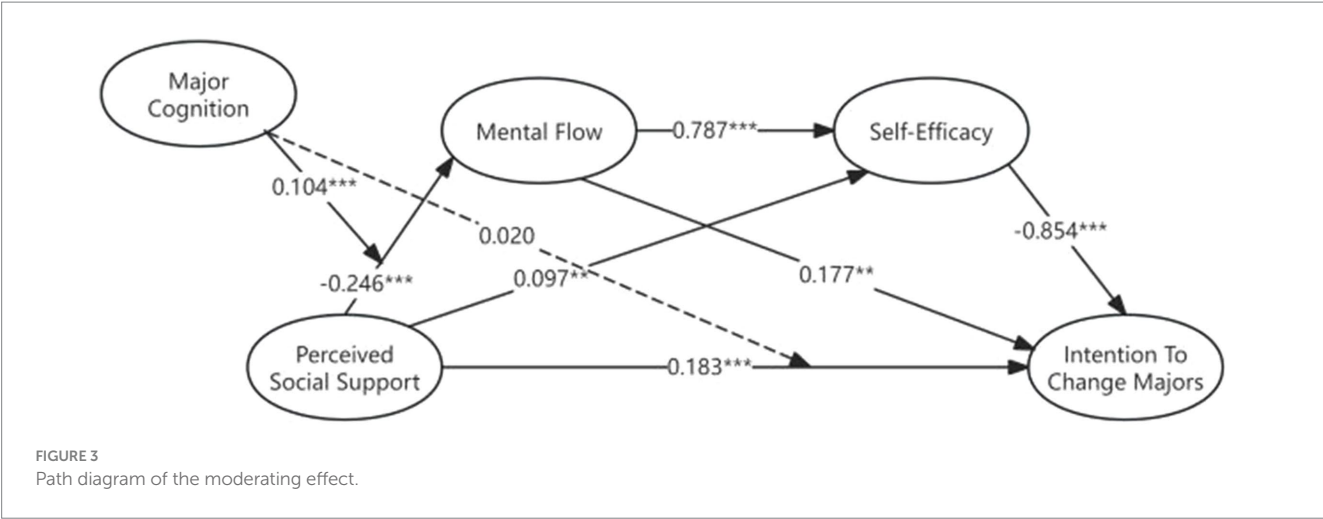 Major
Cognition
Mental Flow
0.787***
Self-Efficacy
0.104***
0.020
-0.854***
-0.246***
0.097**
0.177**
Perceived
Social Support
0.183***
Intention To
Change Majors
FIGURE 3
Path diagram of the moderating effect.